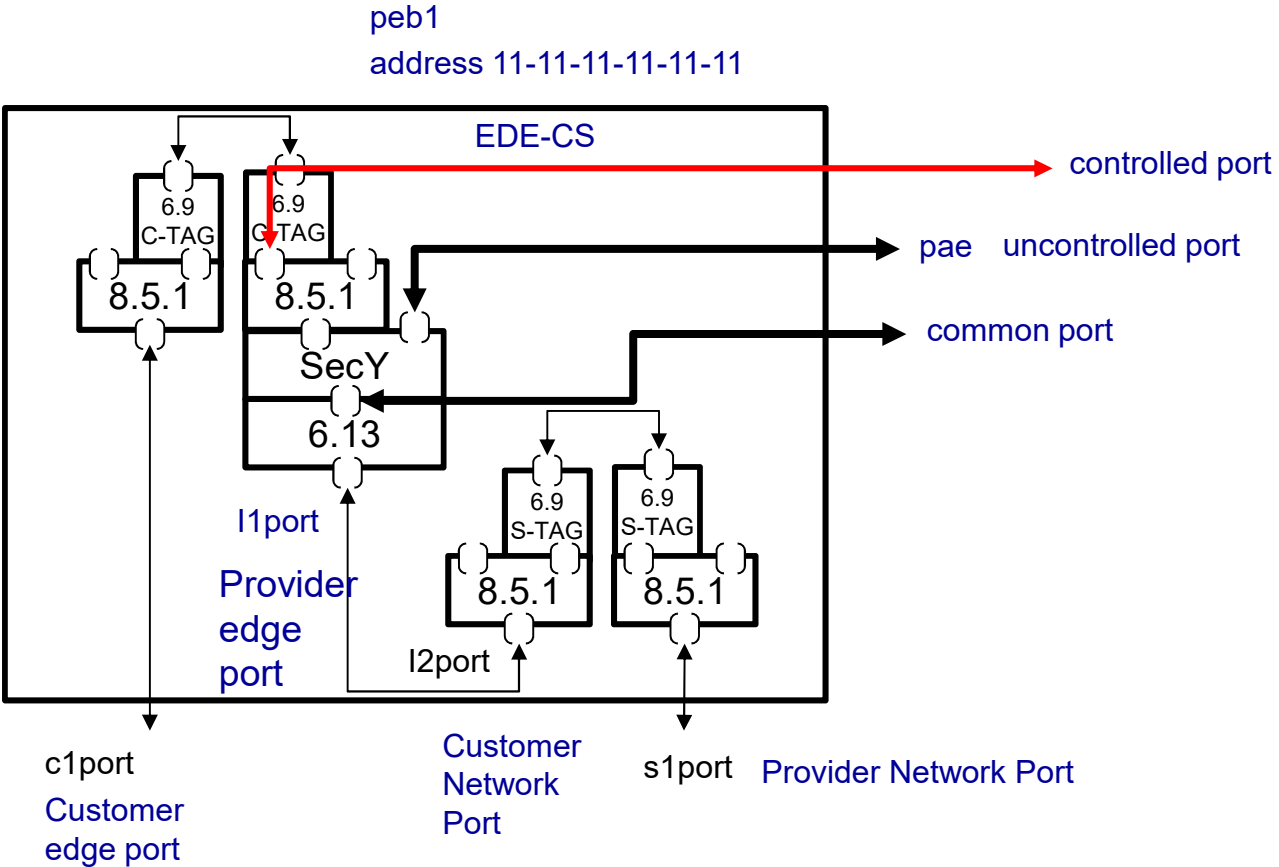 peb1
address 11-11-11-11-11-11
EDE-CS
controlled port
6.9
C-TAG
6.9
C-TAG
pae uncontrolled port
8.5.1
8.5.1
common port
SecY
6.13
6.9
S-TAG
6.9
S-TAG
l1port
Provider
edge
port
8.5.1
8.5.1
l2port
c1port
Customer
edge port
Customer
Network
Port
s1port
Provider Network Port